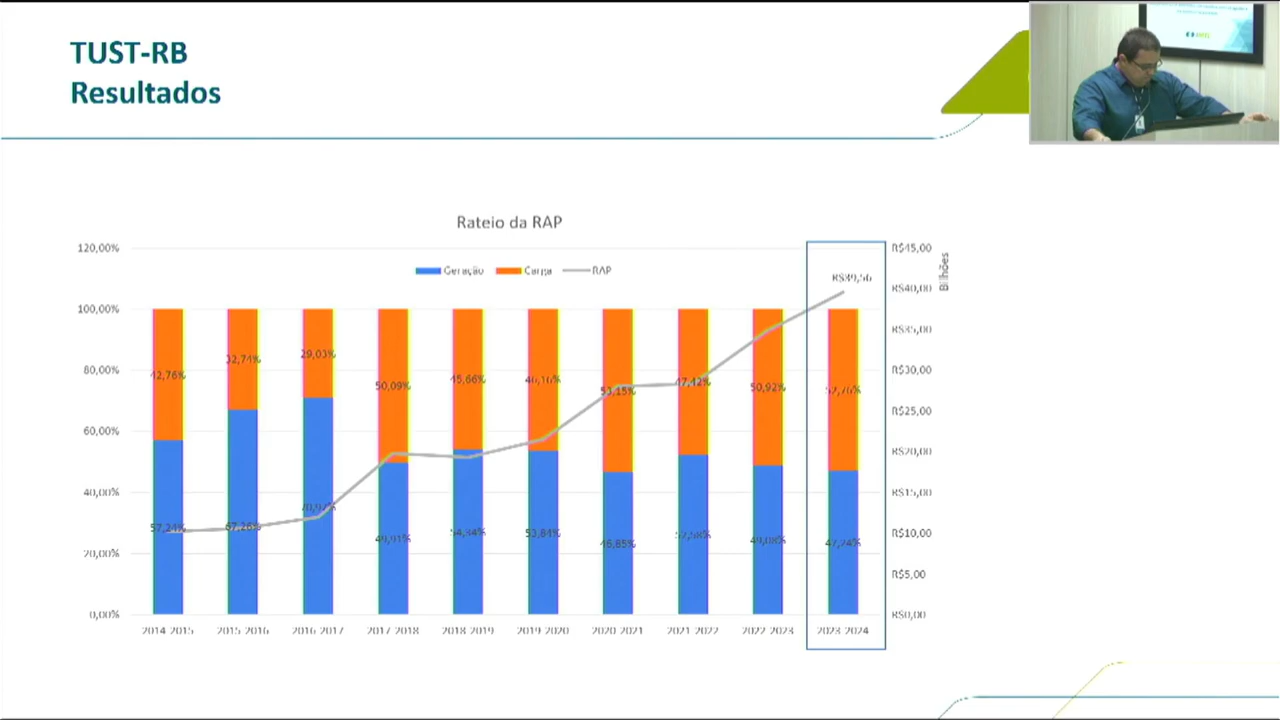 TUST-RB
Resultados
Rateio da RAP
120,00%
100,00%
80,00%
60,00%
40,00%
20,00%
0,00%
Geração
Carga
RAP
R$39,56
R$45,00
R$40,00
R$35,00
R$30,00
R$25,00
R$20,00
R$15,00
R$10,00
R$5,00
R$0,00
Bilhões
42,76%
32,74%
29,03%
50,09%
45,66%
46,16%
53,15%
47,42%
50,92%
52,76%
57,24%
67,26%
70,97%
49,91%
54,34%
53,84%
46,85%
52,58%
49,08%
47,24%
2014-2015
2015-2016
2016-2017
2017-2018
2018-2019
2019-2020
2020-2021
2021-2022
2022-2023
2023-2024